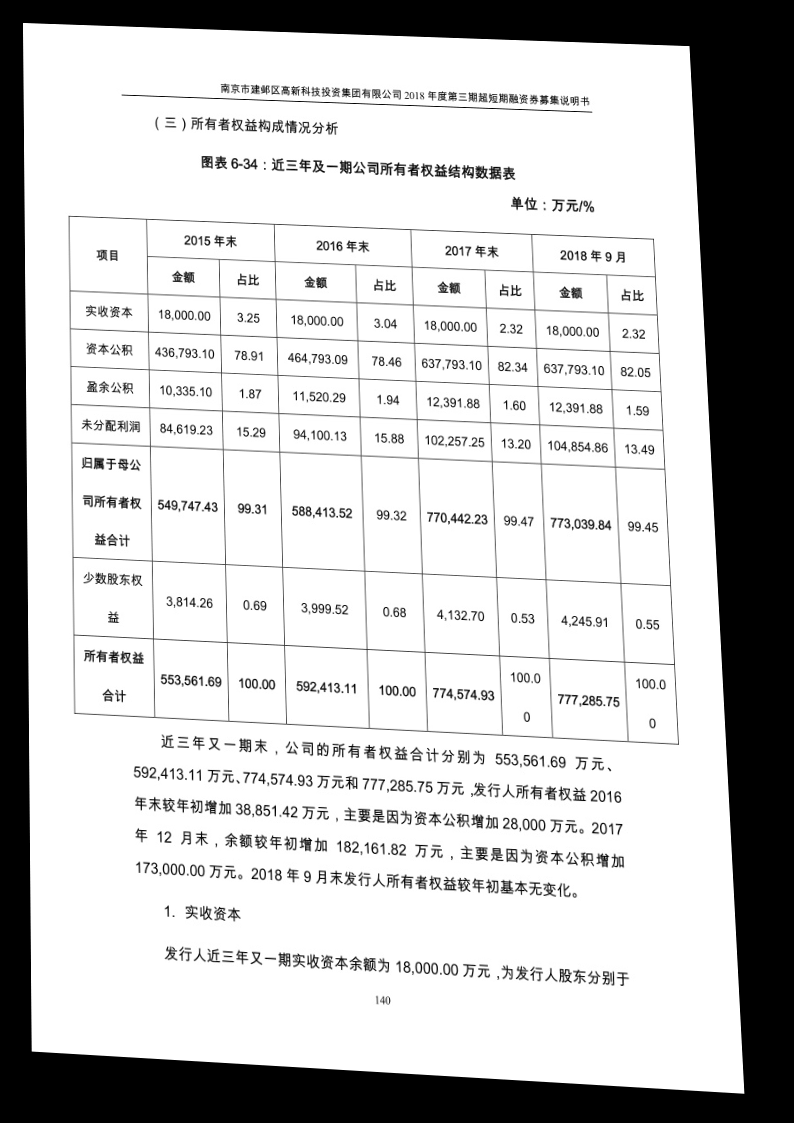 南京市建邺区高新科技投资集团有限公司 2018 年度第三期超短期融资券募集说明书
（三）所有者权益构成情况分析
图表 6-34：近三年及一期公司所有者权益结构数据表
单位：万元/%
项目 2015 年末 2016 年末 2017 年末 2018 年 9 月
金额 占比 金额 占比 金额 占比 金额 占比
实收资本 18,000.00 3.25 18,000.00 3.04 18,000.00 2.32 18,000.00 2.32
资本公积 436,793.10 78.91 464,793.09 78.46 637,793.10 82.34 637,793.10 82.05
盈余公积 10,335.10 1.87 11,520.29 1.94 12,391.88 1.60 12,391.88 1.59
未分配利润 84,619.23 15.29 94,100.13 15.88 102,257.25 13.20 104,854.86 13.49
归属于母公
司所有者权 549,747.43 99.31 588,413.52 99.32 770,442.23 99.47 773,039.84 99.45
益合计
少数股东权
益 3,814.26 0.69 3,999.52 0.68 4,132.70 0.53 4,245.91 0.55
所有者权益
合计 553,561.69 100.00 592,413.11 100.00 774,574.93 100.0
0 777,285.75 100.0
0
近三年又一期末，公司的所有者权益合计分别为 553,561.69 万元、
592,413.11 万元、774,574.93 万元和 777,285.75 万元，发行人所有者权益 2016
年末较年初增加 38,851.42 万元，主要是因为资本公积增加 28,000 万元。2017
年 12 月末，余额较年初增加 182,161.82 万元，主要是因为资本公积增加
173,000.00 万元。2018 年 9 月末发行人所有者权益较年初基本无变化。
1. 实收资本
发行人近三年又一期实收资本余额为 18,000.00 万元，为发行人股东分别于
140